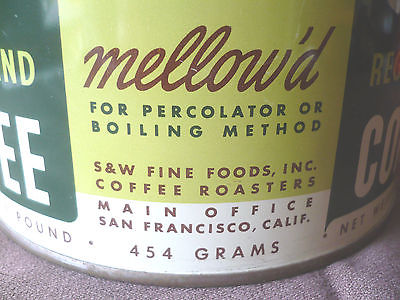 mellow'd
FOR PERCOLATOR OR
BOILING METHOD
S&W FINE FOODS, INC.
COFFEE ROASTERS
MAIN OFFICE
SAN FRANCISCO, CALIF.
454 GRAMS
ND
EE
POUND
RE
CO
NET WE